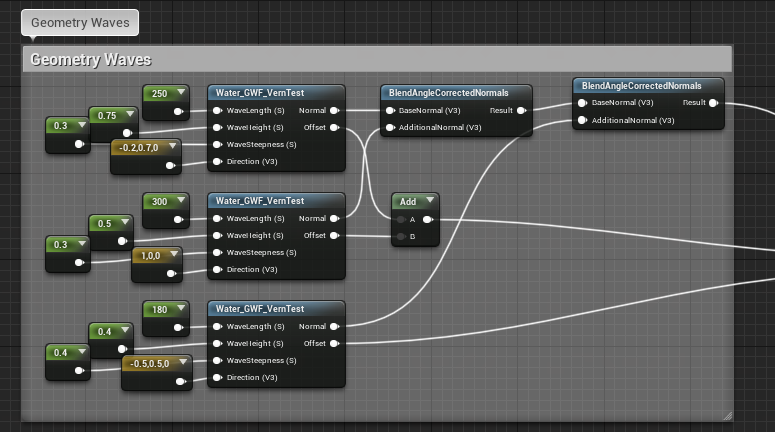 Geometry Waves
Geometry Waves
250
0.75
0.3
-0.2,0.7,0
Water_GWF_VernTest
WaveLength (S) Normal
WaveHeight (S) Offset
WaveSteepness (S)
Direction (V3)
BlendAngleCorrectedNormals
BaseNormal (V3) Result
AdditionalNormal (V3)
BlendAngleCorrectedNormals
BaseNormal (V3) Result
AdditionalNormal (V3)
300
0.5
0.3
1,0,0
Water_GWF_VernTest
WaveLength (S) Normal
WaveHeight (S) Offset
WaveSteepness (S)
Direction (V3)
Add
A
B
180
0.4
0.4
-0.5,0.5,0
Water_GWF_VernTest
WaveLength (S) Normal
WaveHeight (S) Offset
WaveSteepness (S)
Direction (V3)